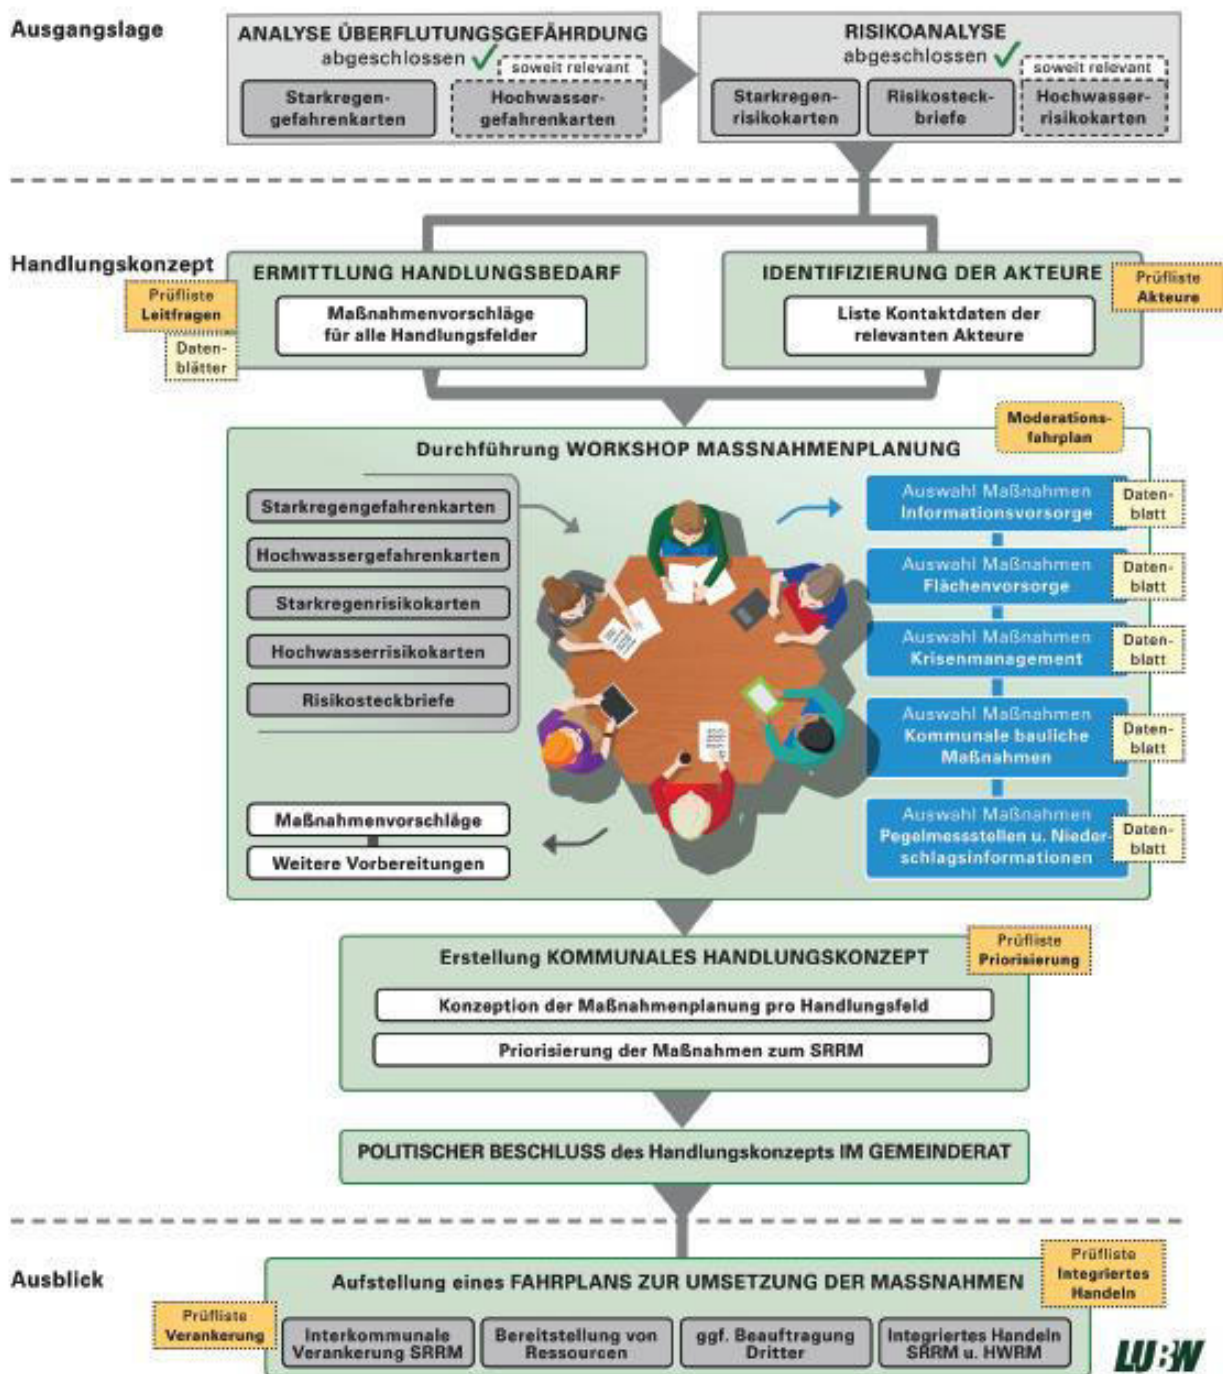 Ausgangslage
ANALYSE ÜBERFLUTUNGSGEFÄHRDUNG
abgeschlossen ✓
soweit relevant
Starkregen-
gefahrenkarten
Hochwasser-
gefahrenkarten
RISIKOANALYSE
abgeschlossen ✓
soweit relevant
Starkregen-
risikokarten
Risikosteck-
briefe
Hochwasser-
risikokarten
Handlungskonzept
ERMITTLUNG HANDLUNGSBEDARF
Prüfliste
Leitfragen
Daten-
blätter
Maßnahmenvorschläge
für alle Handlungsfelder
IDENTIFIZIERUNG DER AKTEURE
Prüfliste
Akteure
Liste Kontaktdaten der
relevanten Akteure
Moderations-
fahrplan
Durchführung WORKSHOP MASSNAHMENPLANUNG
Starkregengefahrenkarten
Hochwassergefahrenkarten
Starkregenrisikokarten
Hochwasserrisikokarten
Risikosteckbriefe
Maßnahmenvorschläge
Weitere Vorbereitungen
Auswahl Maßnahmen
Informationsvorsorge
Daten-
blatt
Auswahl Maßnahmen
Flächenvorsorge
Daten-
blatt
Auswahl Maßnahmen
Krisenmanagement
Daten-
blatt
Auswahl Maßnahmen
Kommunale bauliche
Maßnahmen
Daten-
blatt
Auswahl Maßnahmen
Pegelmessstellen u. Nieder-
schlagsinformationen
Daten-
blatt
Erstellung KOMMUNALES HANDLUNGSKONZEPT
Prüfliste
Priorisierung
Konzeption der Maßnahmenplanung pro Handlungsfeld
Priorisierung der Maßnahmen zum SRRM
POLITISCHER BESCHLUSS des Handlungskonzepts IM GEMEINDERAT
Ausblick
Aufstellung eines FAHRPLANS ZUR UMSETZUNG DER MASSNAHMEN
Prüfliste
Integriertes
Handeln
Prüfliste
Verankerung
Interkommunale
Verankerung SRRM
Bereitstellung von
Ressourcen
ggf. Beauftragung
Dritter
Integriertes Handeln
SRRM u. HWRM
LUBW